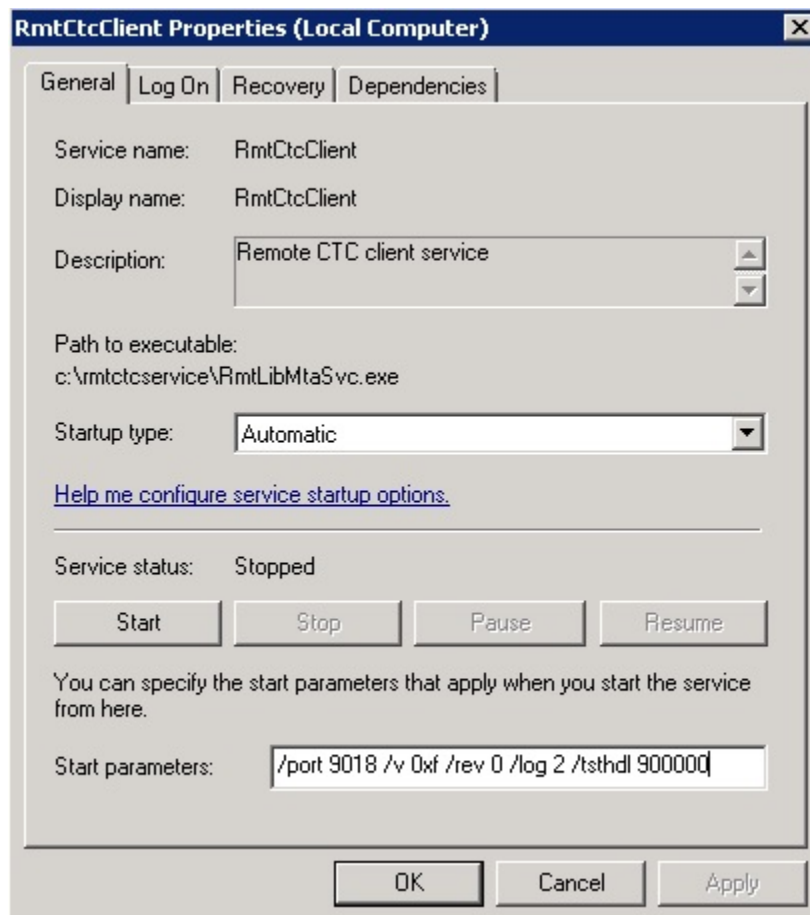 RmtCtcClient Properties (Local Computer)
General
Log On
Recovery
Dependencies
Service name:
RmtCtcClient
Display name:
RmtCtcClient
Description:
Remote CTC client service
Path to executable:
c:\rmtctcservice\RmtLibMtaSvc.exe
Startup type:
Automatic
Help me configure service startup options.
Service status:
Stopped
Start
Stop
Pause
Resume
You can specify the start parameters that apply when you start the service
from here.
Start parameters:
/port 9018 /v 0xf /rev 0 /log 2 /tsthdl 900000
OK
Cancel
Apply